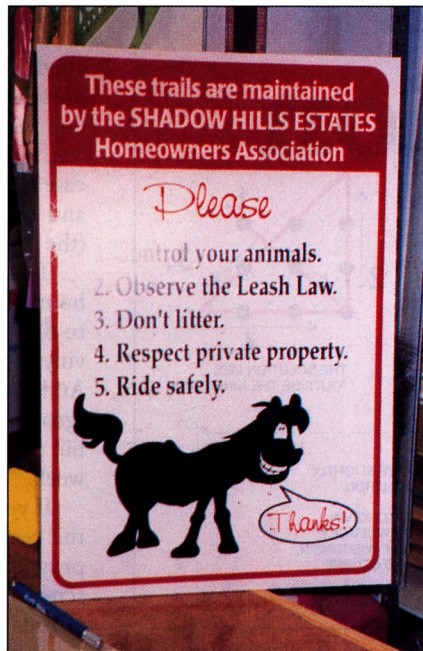 These trails are maintained
by the SHADOW HILLS ESTATES
Homeowners Association
Please
ntrol your animals.
2. Observe the Leash Law.
3. Don't litter.
4. Respect private property.
5. Ride safely.
Thanks!